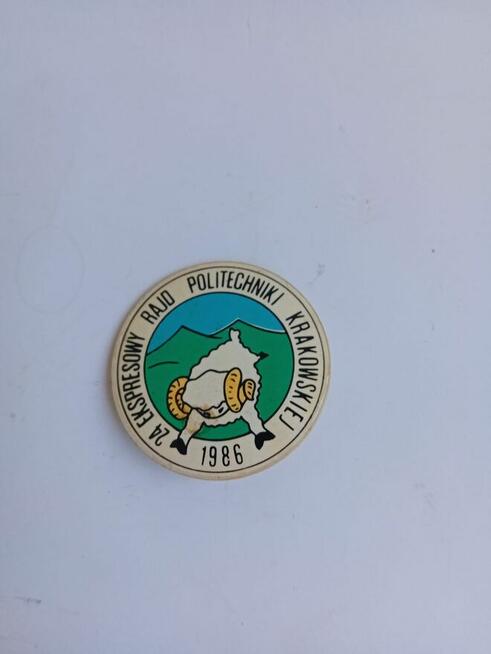 24 EKSPRESOWY RAJD POLITECHNIKI KRAKOWSKIEJ
1986